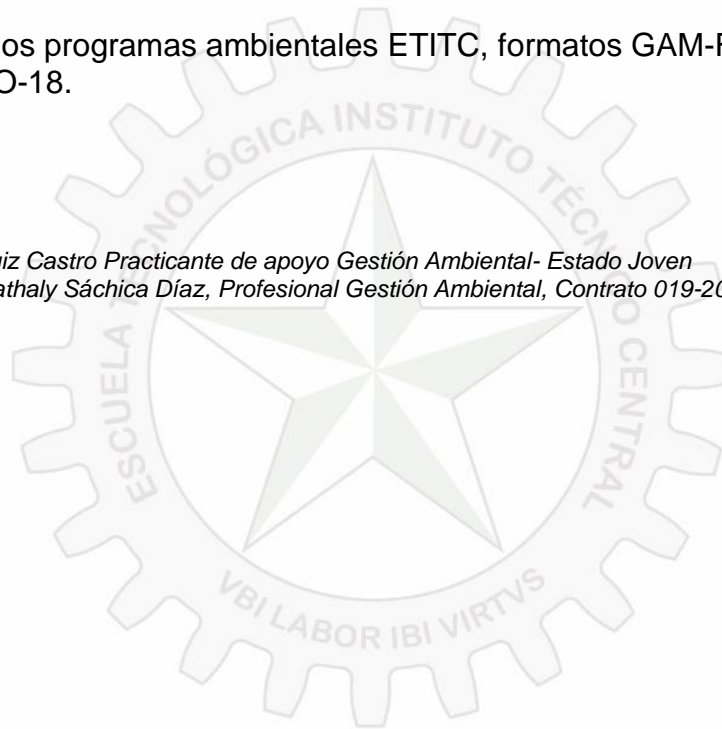 os programas ambientales ETITC, formatos GAM-F
O-18.
ESCUELA TECNOLÓGICA INSTITUTO TÉCNICO CENTRAL
iz Castro Practicante de apoyo Gestión Ambiental- Estado Joven
athaly Sáchica Díaz, Profesional Gestión Ambiental, Contrato 019-20
VBI LABOR IBI VIRTVS